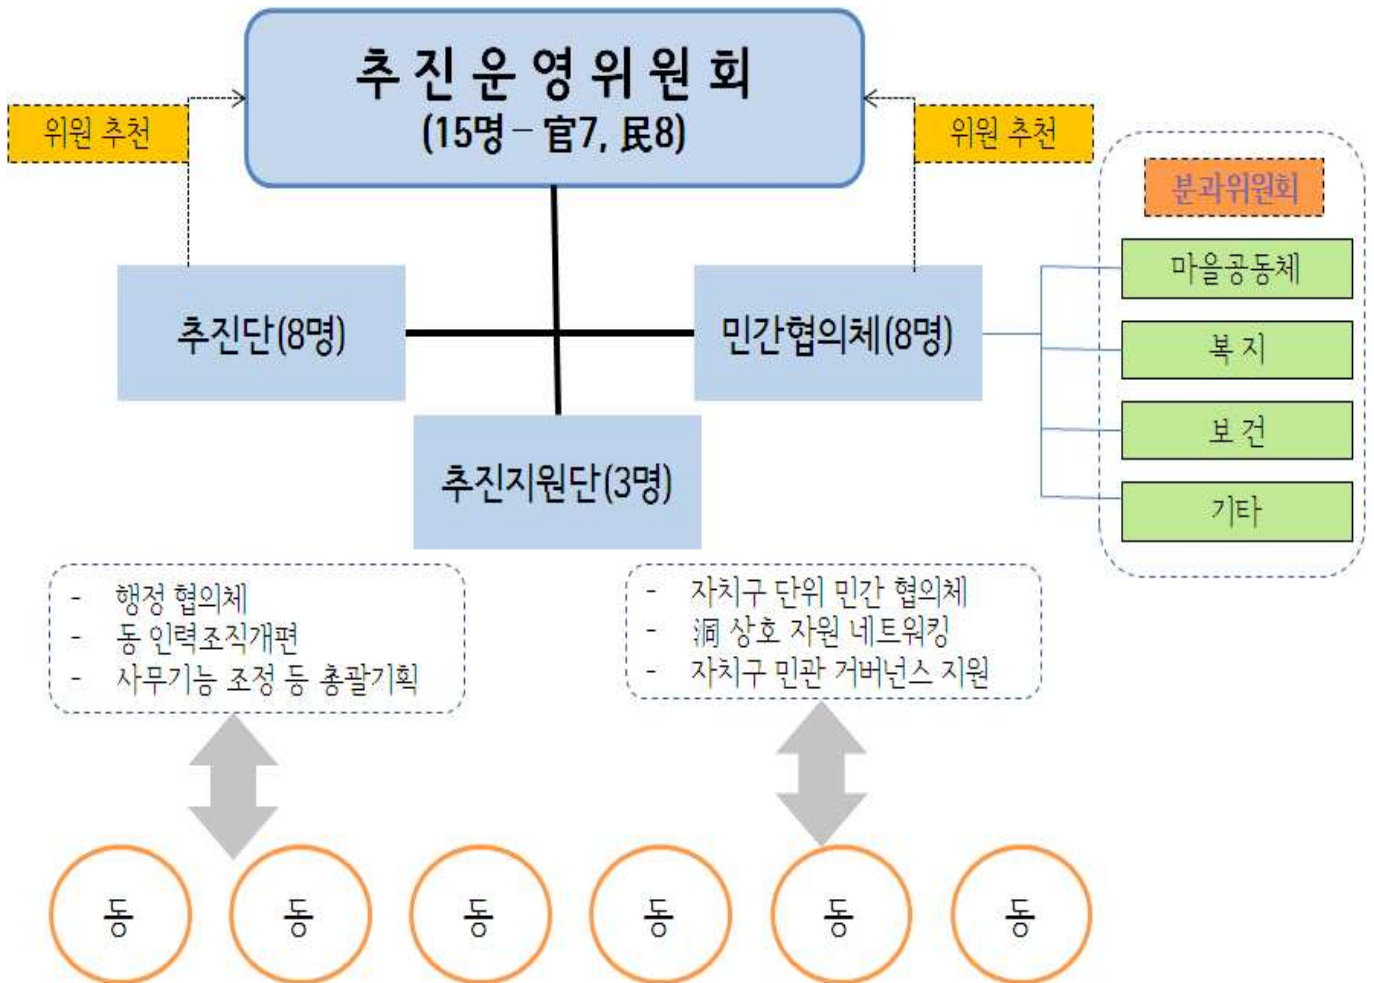 추 진 운 영 위 원 회
(15명 – 官7, 民8)
위원 추천
위원 추천
분과위원회
마을공동체
복 지
보 건
기타
추진단(8명)
민간협의체(8명)
추진지원단(3명)
- 행정 협의체
- 동 인력조직개편
- 사무기능 조정 등 총괄기획
- 자치구 단위 민간 협의체
- 洞 상호 자원 네트워킹
- 자치구 민관 거버넌스 지원
동
동
동
동
동
동